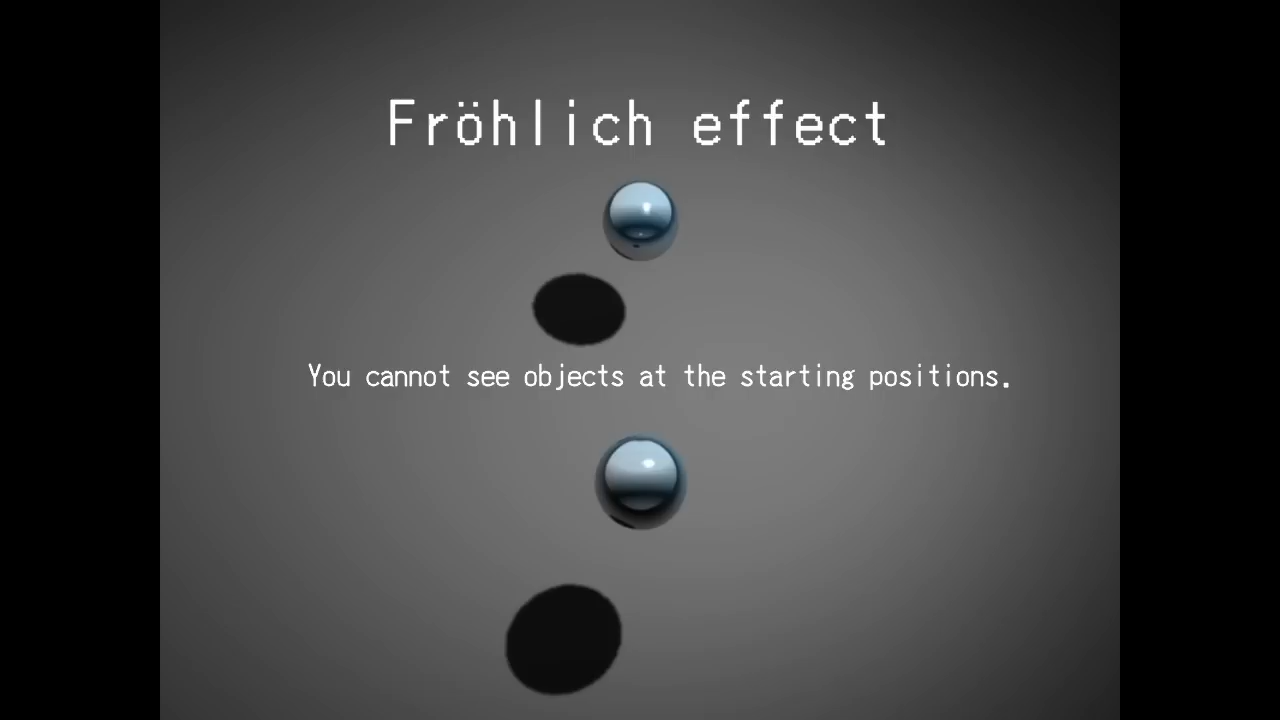 Fröhlich effect
You cannot see objects at the starting positions.